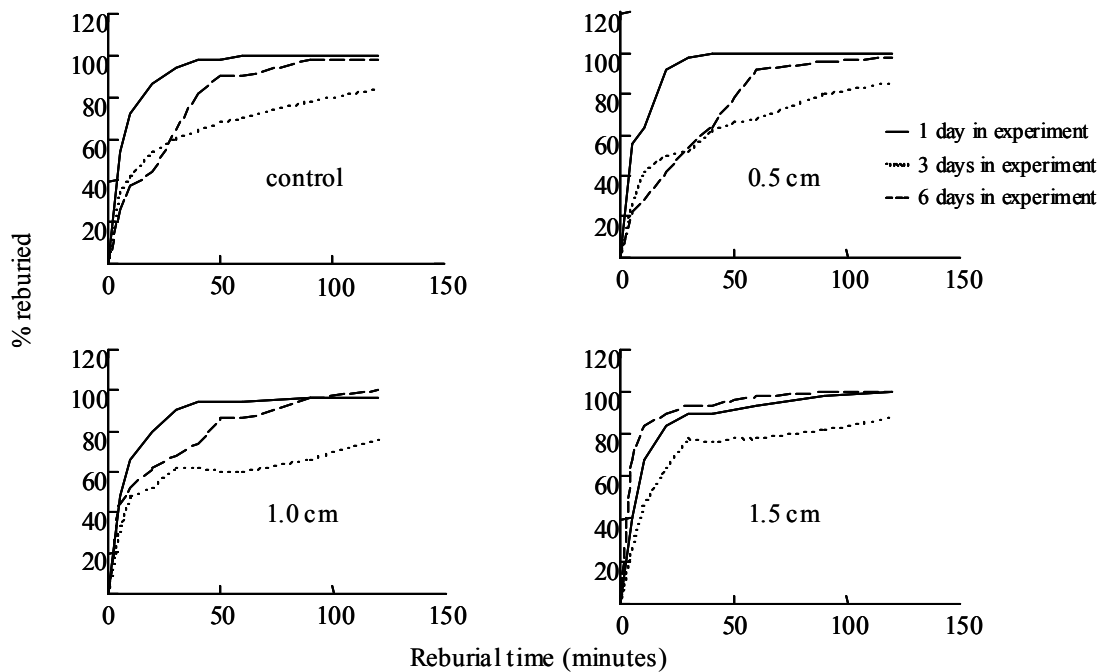 120
100
80
60
40
20
0 50 100 150
control
120
100
80
60
40
20
0 50 100 150
0.5 cm
1 day in experiment
3 days in experiment
6 days in experiment
% reburied
120
100
80
60
40
20
0 50 100 150
1.0 cm
120
100
80
60
40
20
0 50 100 150
1.5 cm
Reburial time (minutes)